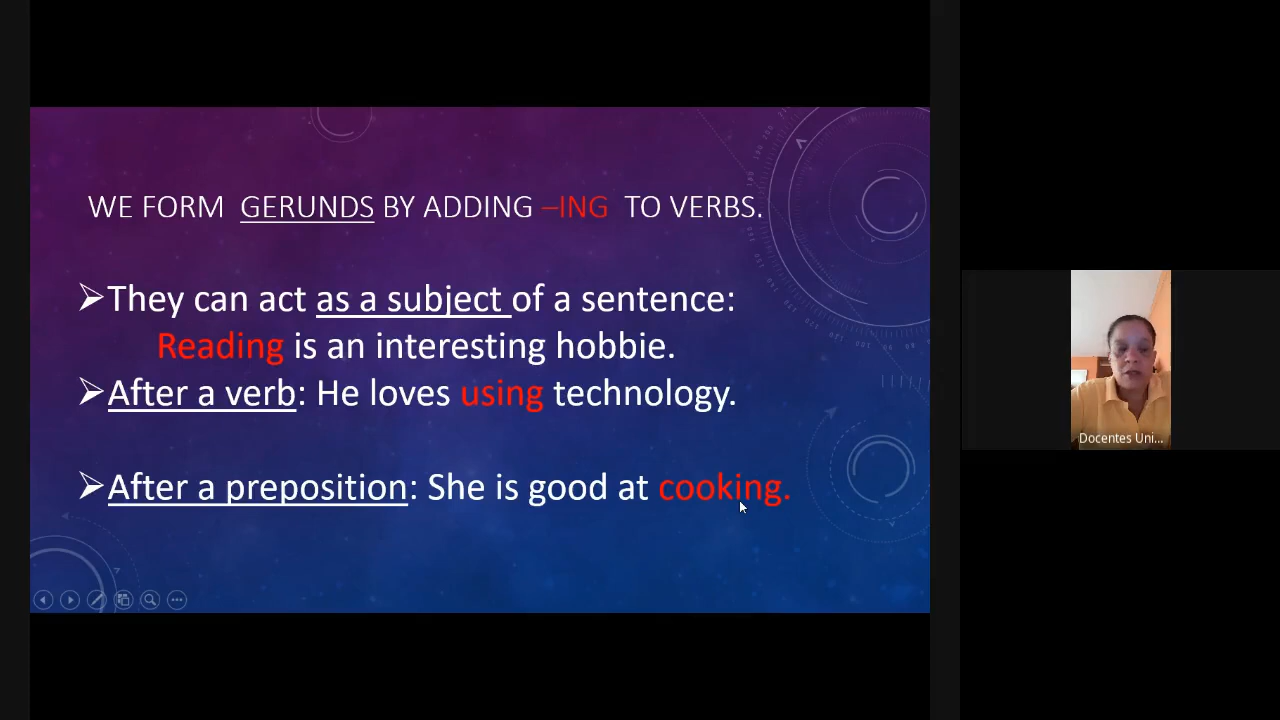 WE FORM GERUNDS BY ADDING –ING TO VERBS.
They can act as a subject of a sentence:
Reading is an interesting hobbie.
After a verb: He loves using technology.
After a preposition: She is good at cooking.
Docentes Uni...